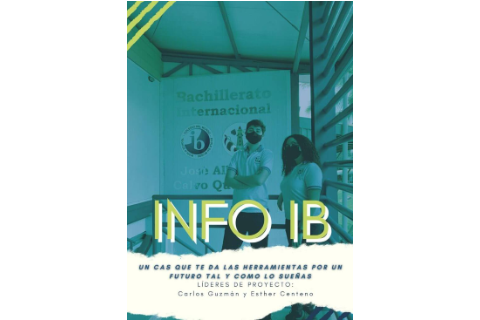 Bachillerato
Internacional
ib
INFO IB
UN CAS QUE TE DA LAS HERRAMIENTAS POR UN
FUTURO TAL Y COMO LO SUEÑAS
LÍDERES DE PROYECTO:
Carlos Guzmán y Esther Centeno